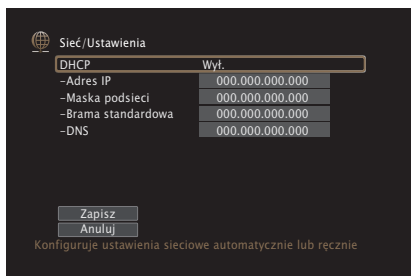 Sieć/Ustawienia
DHCP Wył.
–Adres IP 000.000.000.000
–Maska podsieci 000.000.000.000
–Brama standardowa 000.000.000.000
–DNS 000.000.000.000
Zapisz
Anuluj
Konfiguruje ustawienia sieciowe automatycznie lub ręcznie